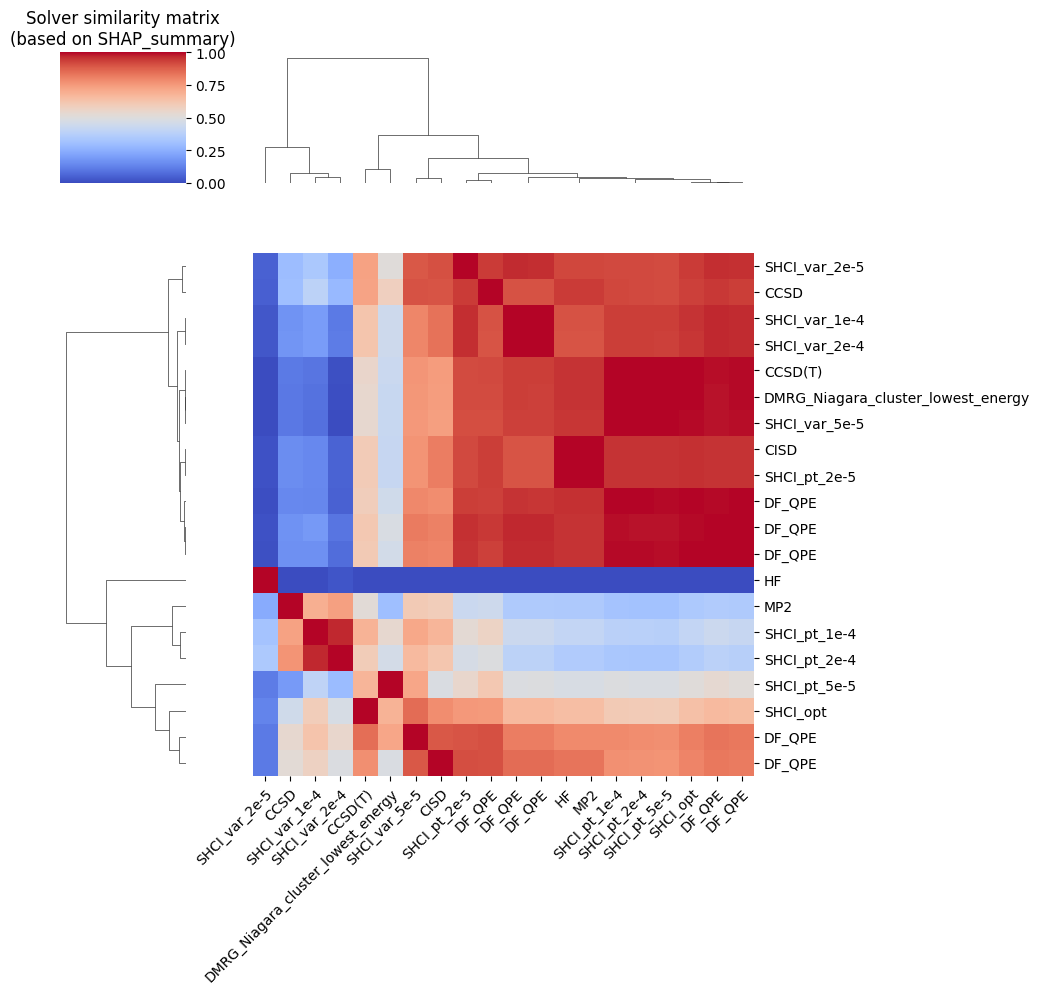 Solver similarity matrix
(based on SHAP_summary)
1.00
0.75
0.50
0.25
0.00
SHCI_var_2e-5
CCSD
SHCI_var_1e-4
SHCI_var_2e-4
CCSD(T)
DMRG_Niagara_cluster_lowest_energy
SHCI_var_5e-5
CISD
SHCI_pt_2e-5
DF_QPE
DF_QPE
DF_QPE
HF
MP2
SHCI_pt_1e-4
SHCI_pt_2e-4
SHCI_pt_5e-5
SHCI_opt
DF_QPE
DF_QPE
SHCI_var_2e-5
CCSD
SHCI_var_1e-4
SHCI_var_2e-4
CCSD(T)
DMRG_Niagara_cluster_lowest_energy
SHCI_var_5e-5
CISD
SHCI_pt_2e-5
DF_QPE
DF_QPE
DF_QPE
HF
MP2
SHCI_pt_1e-4
SHCI_pt_2e-4
SHCI_pt_5e-5
SHCI_opt
DF_QPE
DF_QPE